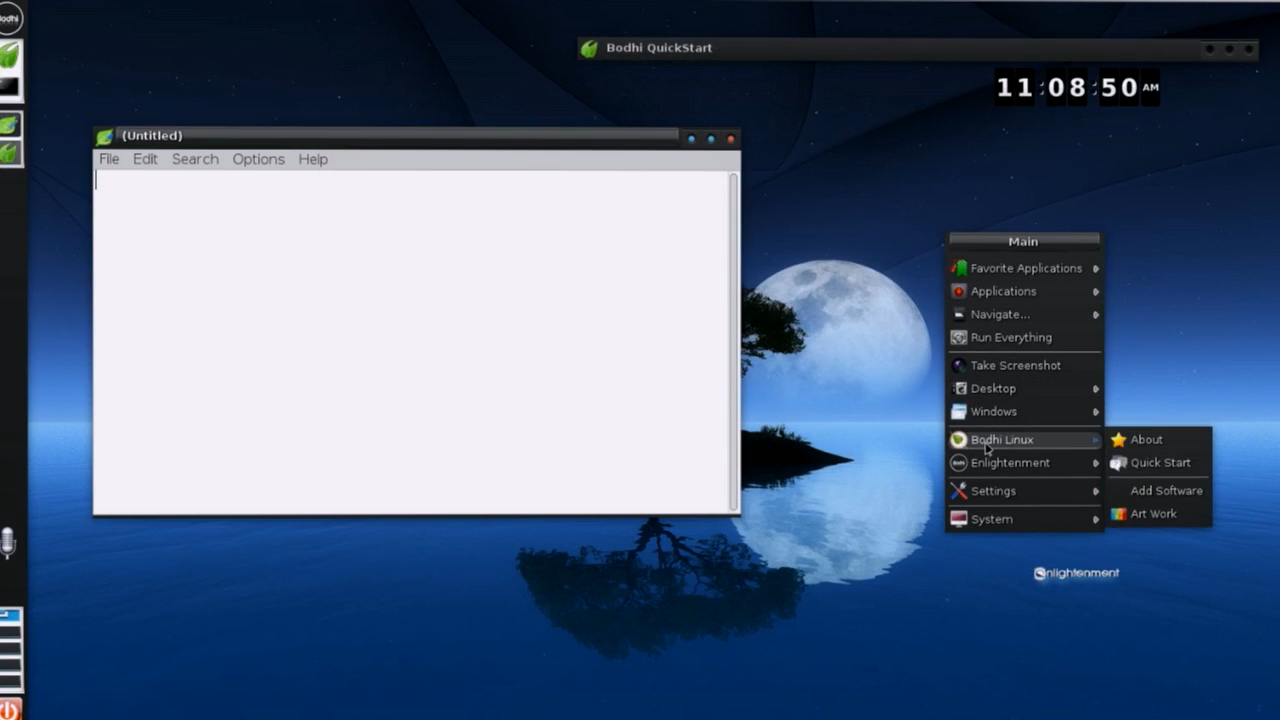 Bodhi
Bodhi QuickStart
11:08:50 AM
(Untitled)
File Edit Search Options Help
Main
Favorite Applications
Applications
Navigate...
Run Everything
Take Screenshot
Desktop
Windows
Bodhi Linux
About
Enlightenment
Quick Start
Settings
Add Software
Art Work
System
Enlightenment